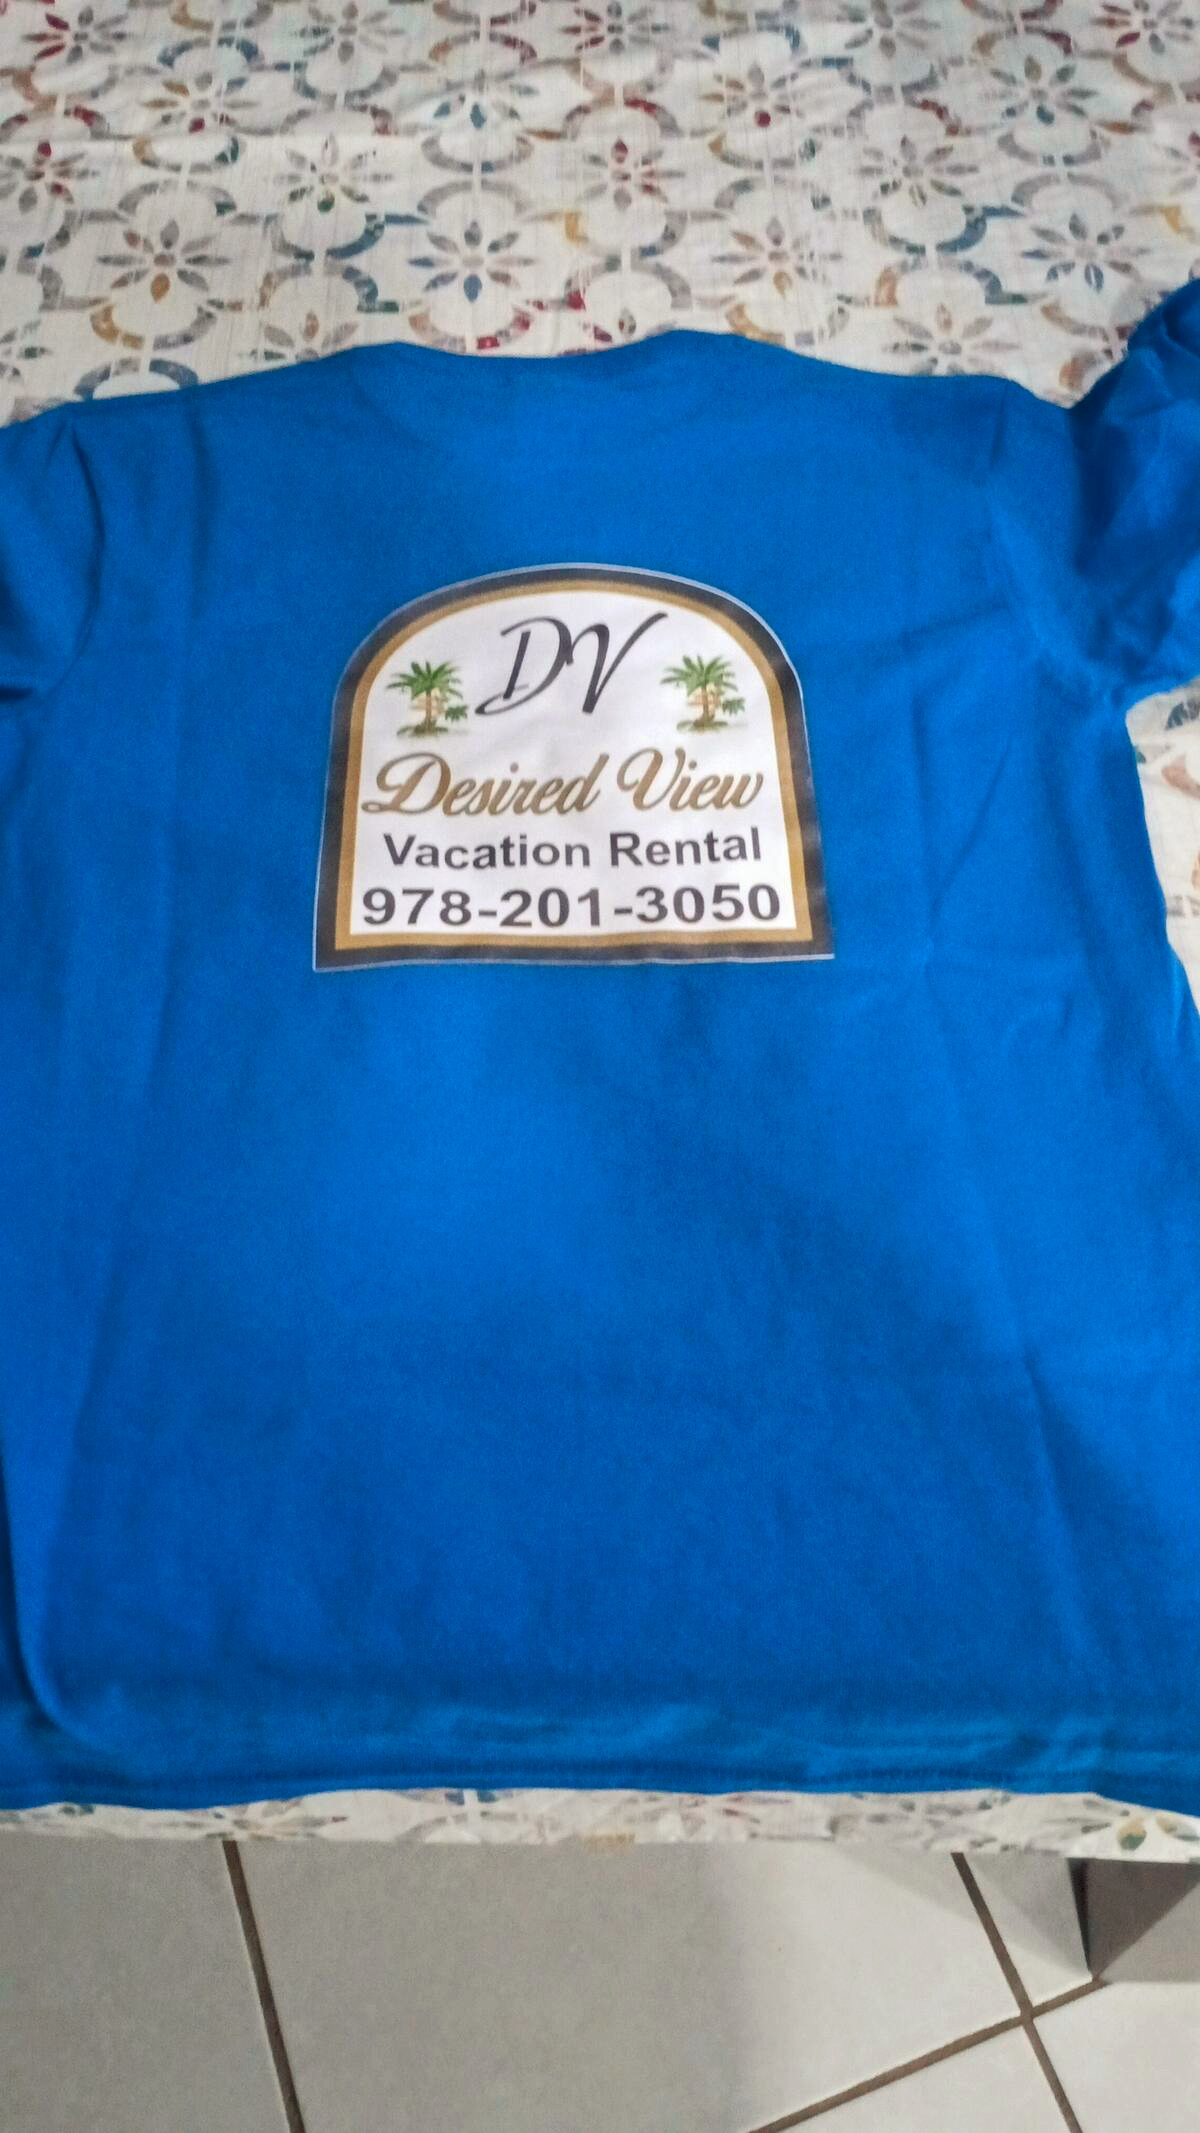 DV
Desired View
Vacation Rental
978-201-3050